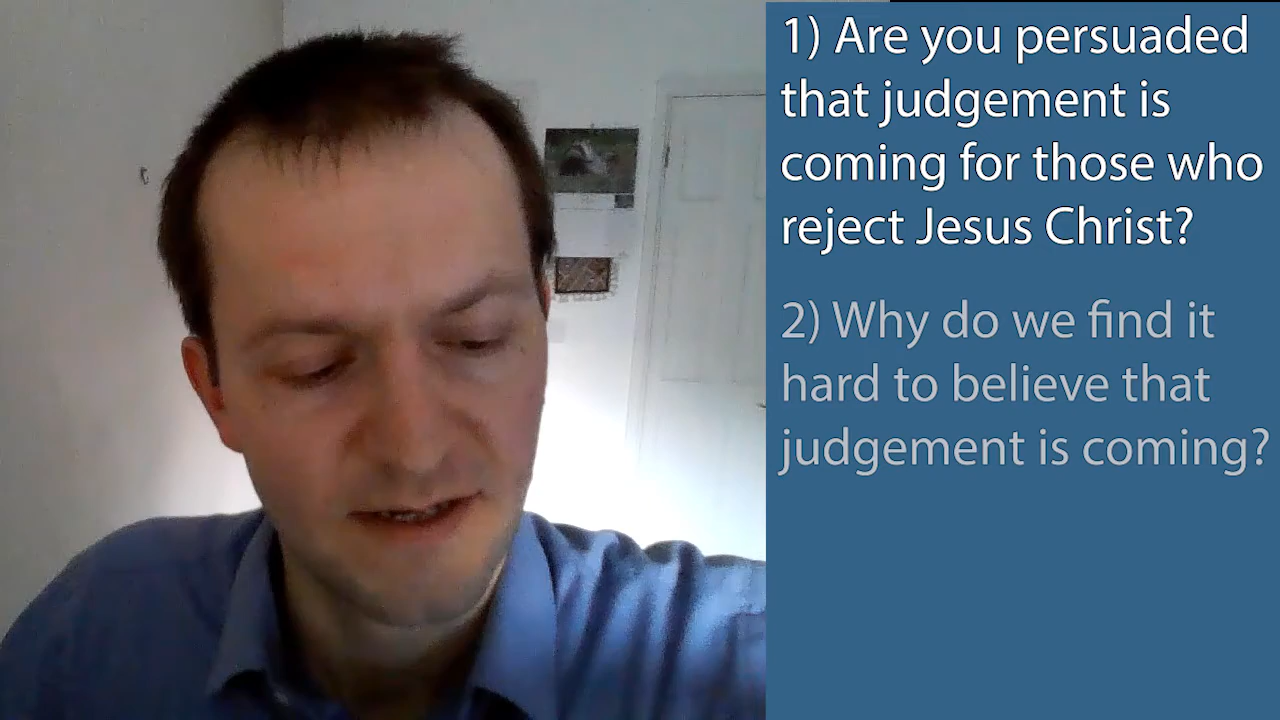 1) Are you persuaded
that judgement is
coming for those who
reject Jesus Christ?
2) Why do we find it
hard to believe that
judgement is coming?